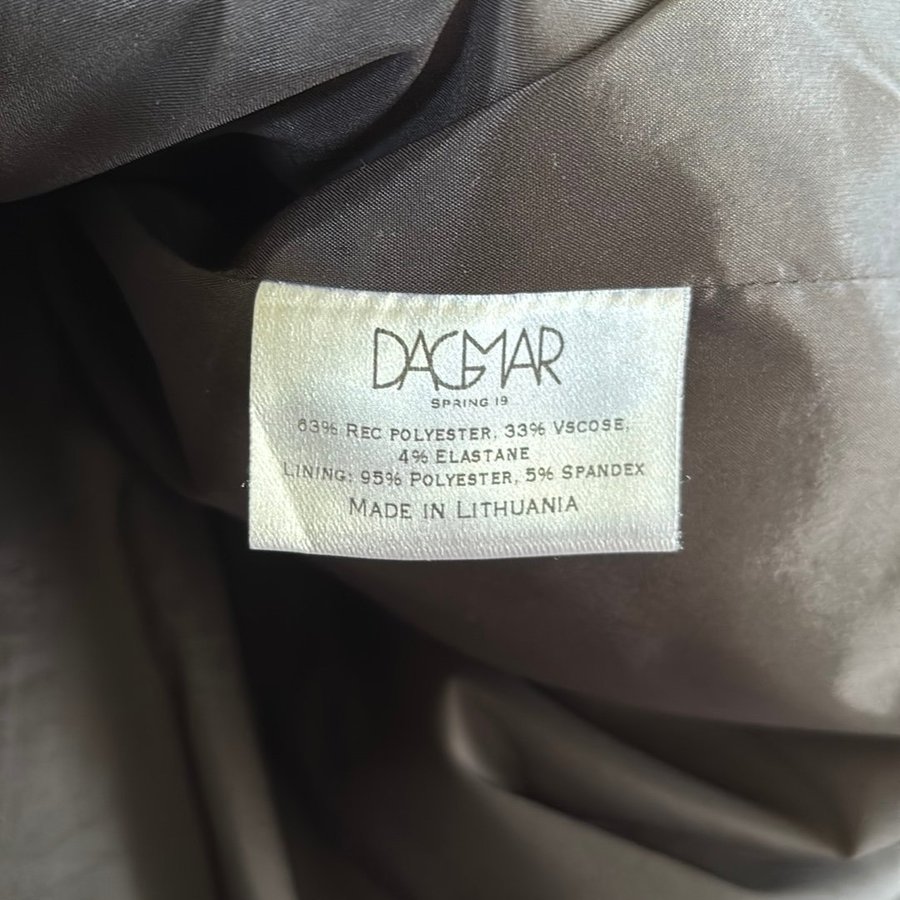 DAGMAR
SPRING 19
63% REC POLYESTER, 33% VSCOSE,
4% ELASTANE
LINING: 95% POLYESTER, 5% SPANDEX
MADE IN LITHUANIA